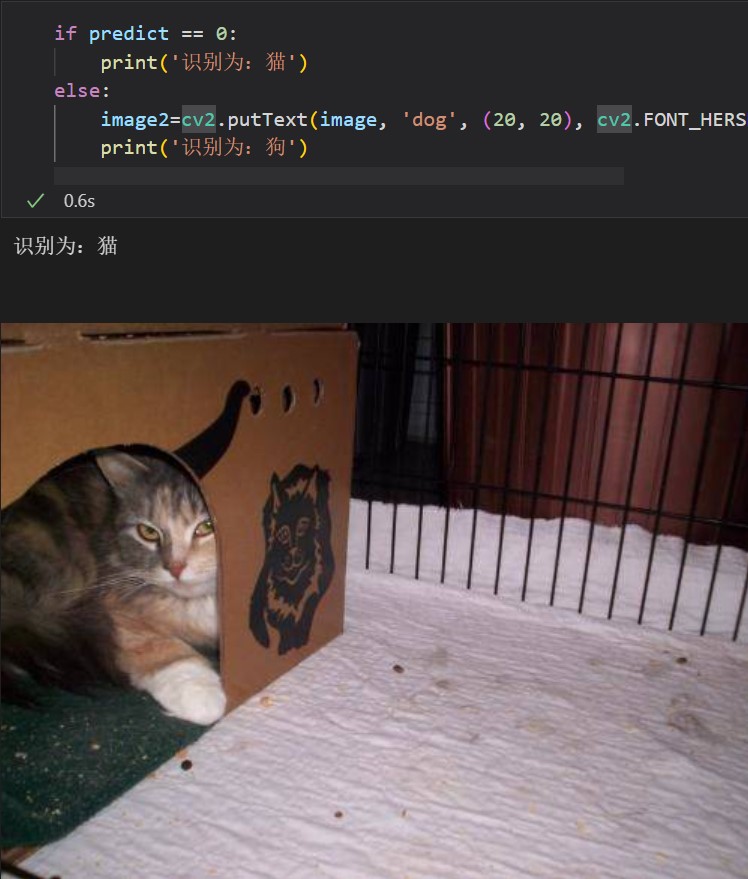 if predict == 0:
    print('识别为: 猫')
else:
    image2=cv2.putText(image, 'dog', (20, 20), cv2.FONT_HERS
    print('识别为: 狗')
0.6s
识别为: 猫